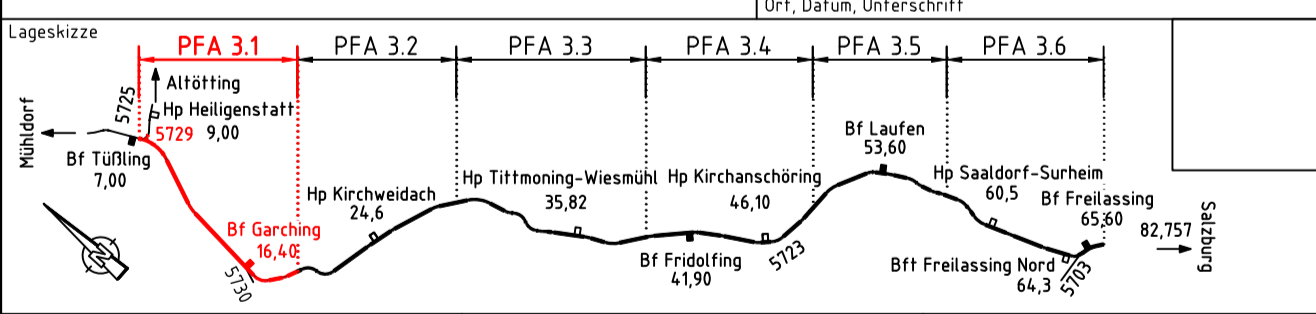 Ort, Datum, Unterschrift
Lageskizze
PFA 3.1
PFA 3.2
PFA 3.3
PFA 3.4
PFA 3.5
PFA 3.6
Altötting
5725
Hp Heiligenstatt
5729
9,00
Mühldorf
Bf Tüßling
7,00
Bf Garching
16,40
5730
Hp Kirchweidach
24,6
Hp Tittmoning-Wiesmühl
35,82
Hp Kirchanschöring
46,10
Bf Fridolfing
41,90
5723
Bf Laufen
53,60
Hp Saaldorf-Surheim
60,5
Bf Freilassing
65,60
Bft Freilassing Nord
64,3
5703
82,757
Salzburg